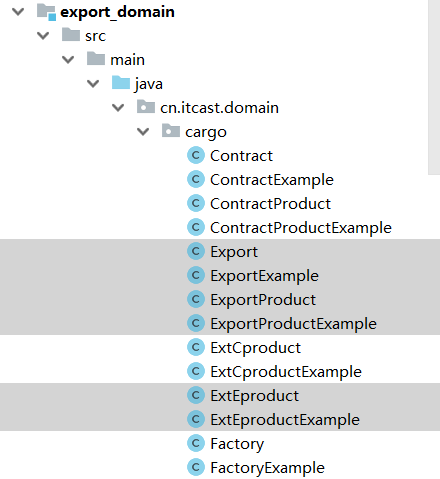 export_domain
src
main
java
cn.itcast.domain
cargo
C Contract
C ContractExample
C ContractProduct
C ContractProductExample
C Export
C ExportExample
C ExportProduct
C ExportProductExample
C ExtCproduct
C ExtCproductExample
C ExtEproduct
C ExtEproductExample
C Factory
C FactoryExample